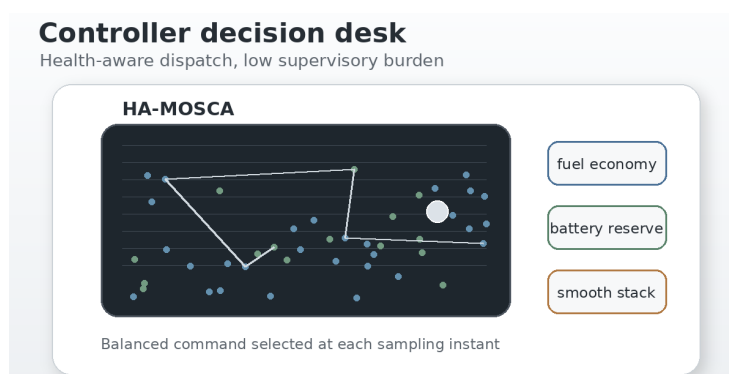 Controller decision desk
Health-aware dispatch, low supervisory burden
HA-MOSCA
fuel economy
battery reserve
smooth stack
Balanced command selected at each sampling instant